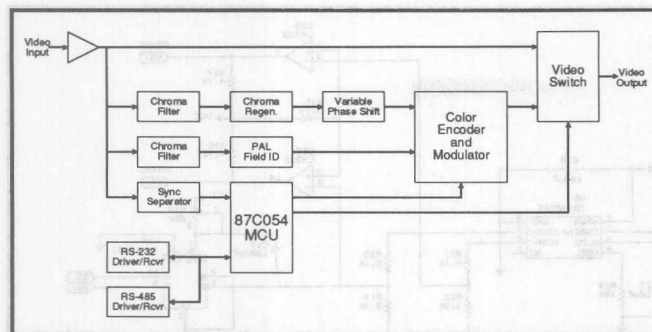 Video
Input
Video
Switch
Video
Output
Chroma
Filter
Chroma
Regen.
Variable
Phase Shift
Color
Encoder
and
Modulator
Chroma
Filter
PAL
Field ID
Sync
Separator
87C054
MCU
RS-232
Driver/Rcvr
RS-485
Driver/Rcvr